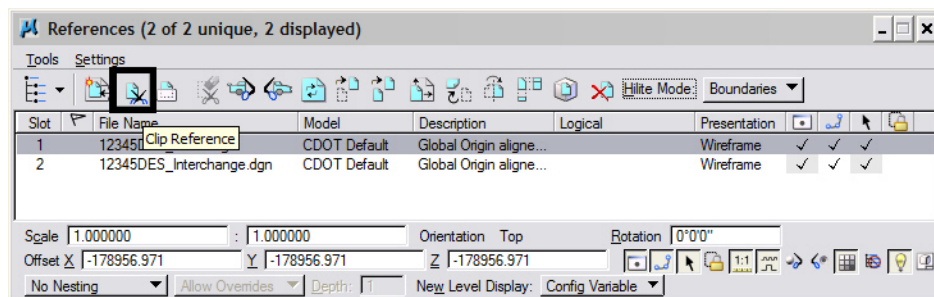 References (2 of 2 unique, 2 displayed)
Tools Settings
Hilite Mode: Boundaries
Slot File Name Model Description Logical Presentation
Clip Reference
1 12345D CDOT Default Global Origin aligne... Wireframe
2 12345DES_Interchange.dgn CDOT Default Global Origin aligne... Wireframe
Scale 1.000000 : 1.000000 Orientation Top Rotation 0°0'0"
Offset X -178956.971 Y -178956.971 Z -178956.971 1:1
No Nesting Allow Overrides Depth: 1 New Level Display: Config Variable